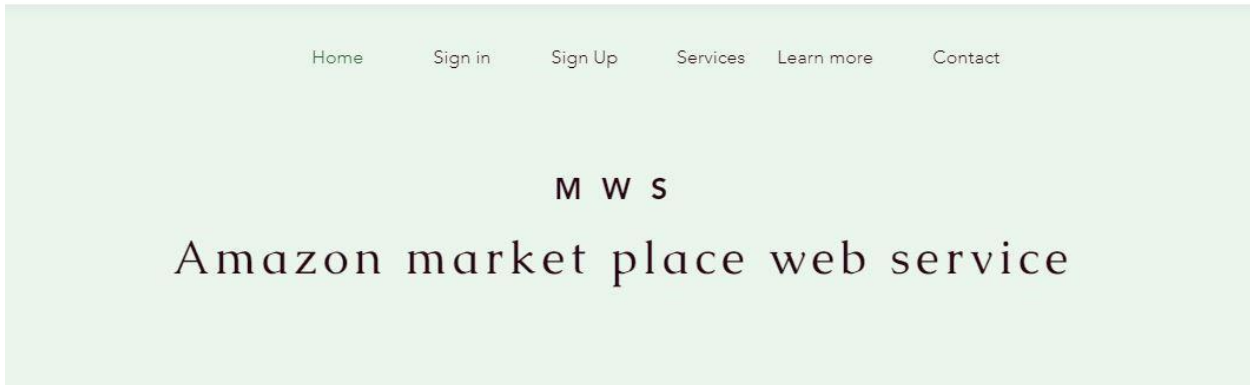 Home Sign in Sign Up Services Learn more Contact
M W S
Amazon market place web service